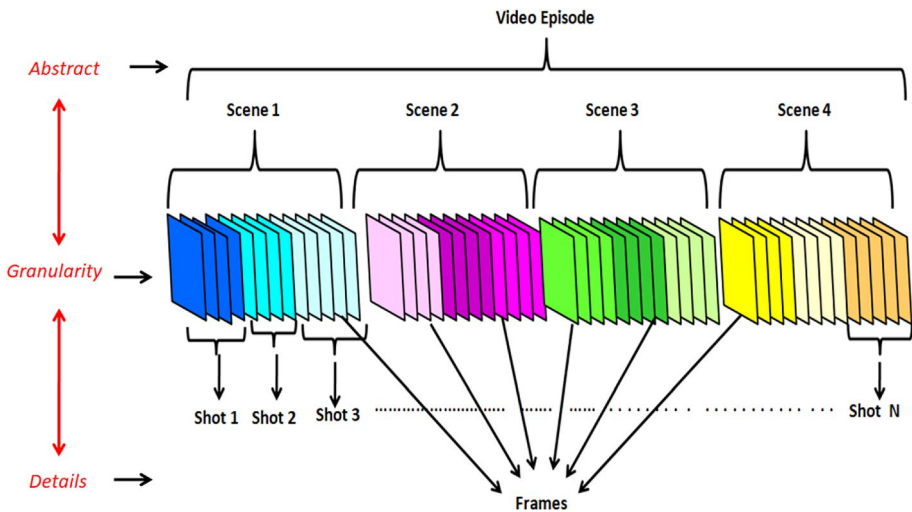 Video Episode
Abstract
Scene 1
Scene 2
Scene 3
Scene 4
Granularity
Shot 1
Shot 2
Shot 3
Shot N
Details
Frames